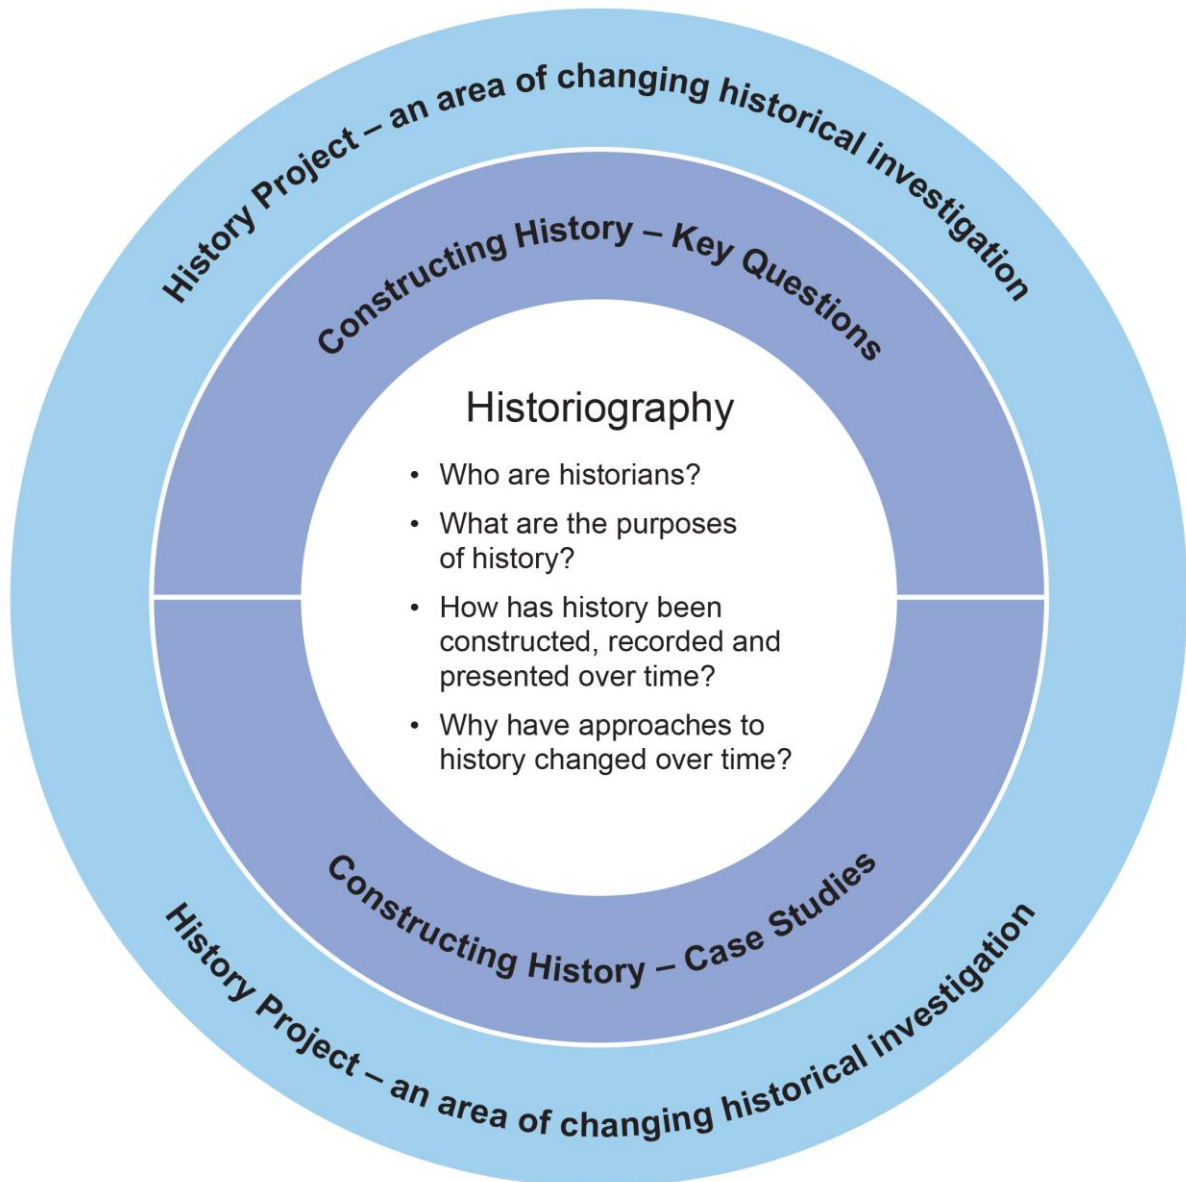 History Project – an area of changing historical investigation
Constructing History – Key Questions
Historiography
• Who are historians?
• What are the purposes
of history?
• How has history been
constructed, recorded and
presented over time?
• Why have approaches to
history changed over time?
Constructing History – Case Studies
History Project – an area of changing historical investigation